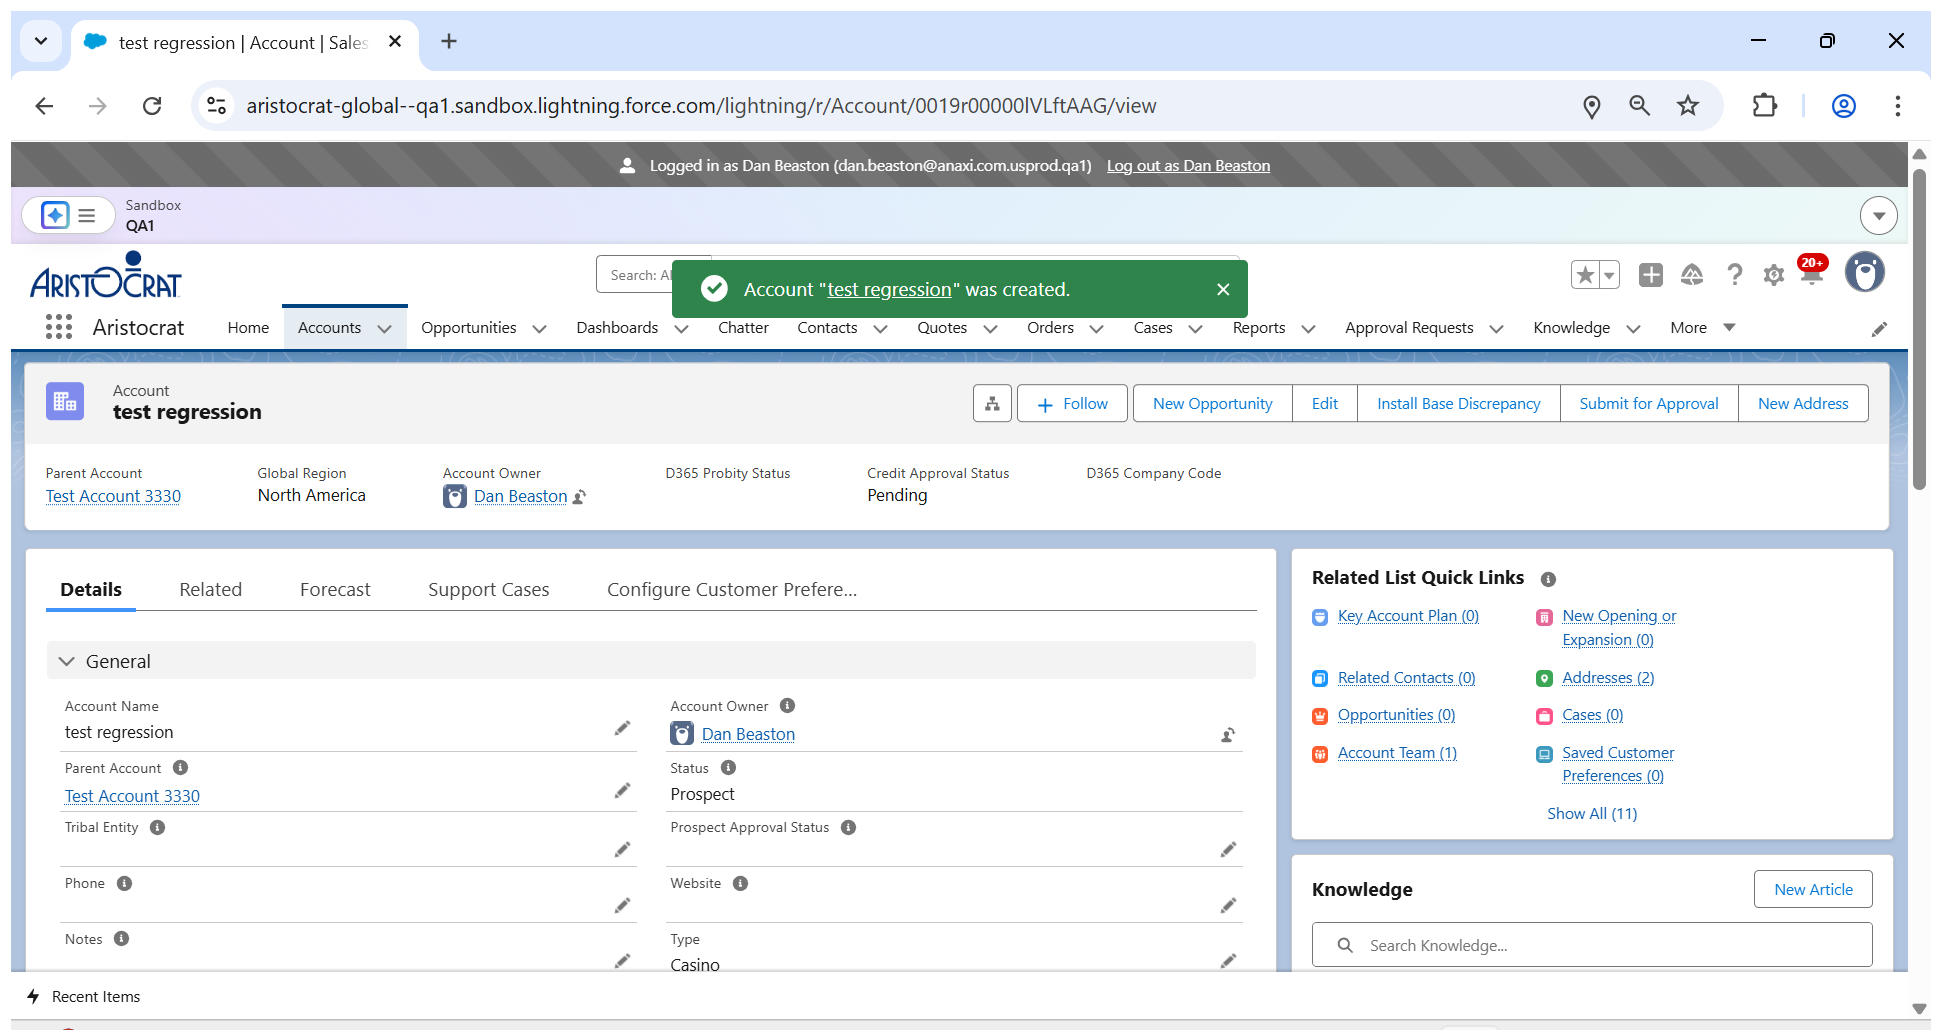 test regression | Account | Sales
aristocrat-global--qa1.sandbox.lightning.force.com/lightning/r/Account/0019r00000lVLftAAG/view
Logged in as Dan Beaston (dan.beaston@anaxi.com.usprod.qa1) Log out as Dan Beaston
Sandbox
QA1
ARISTOCRAT
Search: Al
Account "test regression" was created.
20+
Aristocrat Home Accounts Opportunities Dashboards Chatter Contacts Quotes Orders Cases Reports Approval Requests Knowledge More
Account
test regression
Follow New Opportunity Edit Install Base Discrepancy Submit for Approval New Address
Parent Account Global Region Account Owner D365 Probity Status Credit Approval Status D365 Company Code
Test Account 3330 North America Dan Beaston Pending
Details Related Forecast Support Cases Configure Customer Prefere...
General
Account Name Account Owner
test regression Dan Beaston
Parent Account Status
Test Account 3330 Prospect
Tribal Entity Prospect Approval Status
Phone Website
Notes Type
Casino
Related List Quick Links
Key Account Plan (0) New Opening or
Expansion (0)
Related Contacts (0) Addresses (2)
Opportunities (0) Cases (0)
Account Team (1) Saved Customer
Preferences (0)
Show All (11)
Knowledge New Article
Search Knowledge...
Recent Items